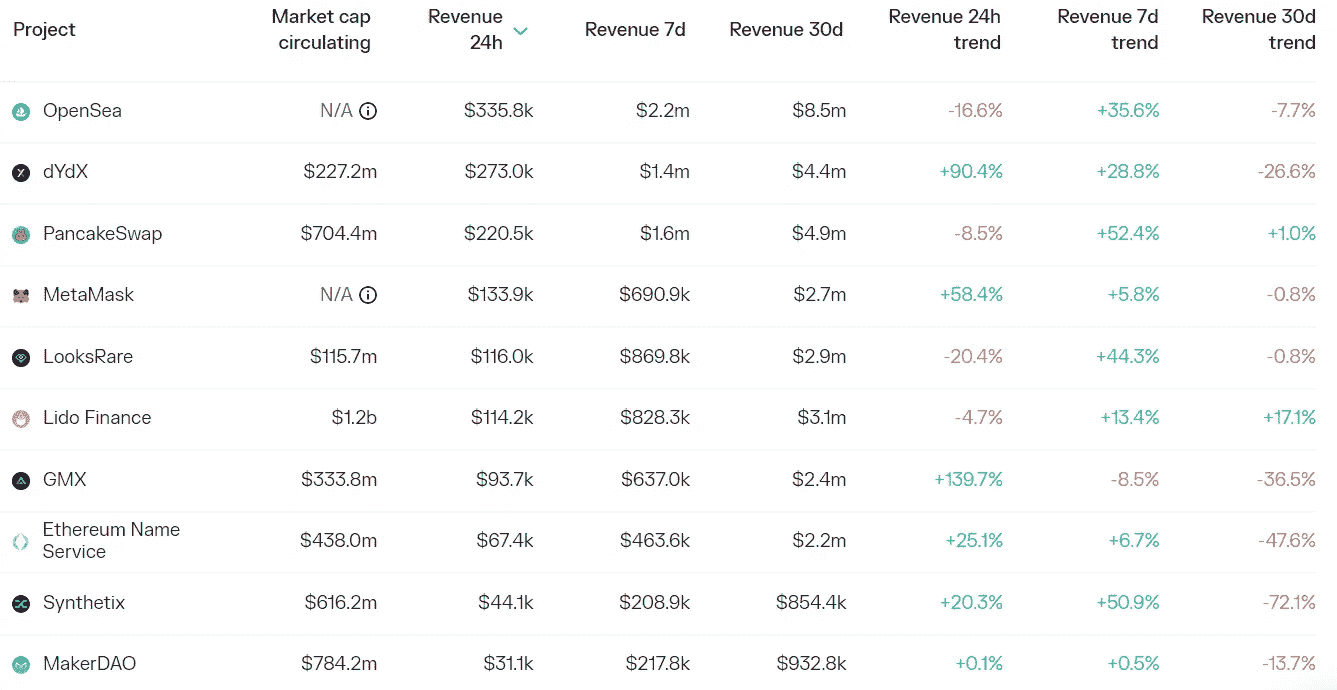 Project Market cap circulating Revenue 24h Revenue 7d Revenue 30d Revenue 24h trend Revenue 7d trend Revenue 30d trend
OpenSea N/A $335.8k $2.2m $8.5m -16.6% +35.6% -7.7%
dYdX $227.2m $273.0k $1.4m $4.4m +90.4% +28.8% -26.6%
PancakeSwap $704.4m $220.5k $1.6m $4.9m -8.5% +52.4% +1.0%
MetaMask N/A $133.9k $690.9k $2.7m +58.4% +5.8% -0.8%
LooksRare $115.7m $116.0k $869.8k $2.9m -20.4% +44.3% -0.8%
Lido Finance $1.2b $114.2k $828.3k $3.1m -4.7% +13.4% +17.1%
GMX $333.8m $93.7k $637.0k $2.4m +139.7% -8.5% -36.5%
Ethereum Name Service $438.0m $67.4k $463.6k $2.2m +25.1% +6.7% -47.6%
Synthetix $616.2m $44.1k $208.9k $854.4k +20.3% +50.9% -72.1%
MakerDAO $784.2m $31.1k $217.8k $932.8k +0.1% +0.5% -13.7%